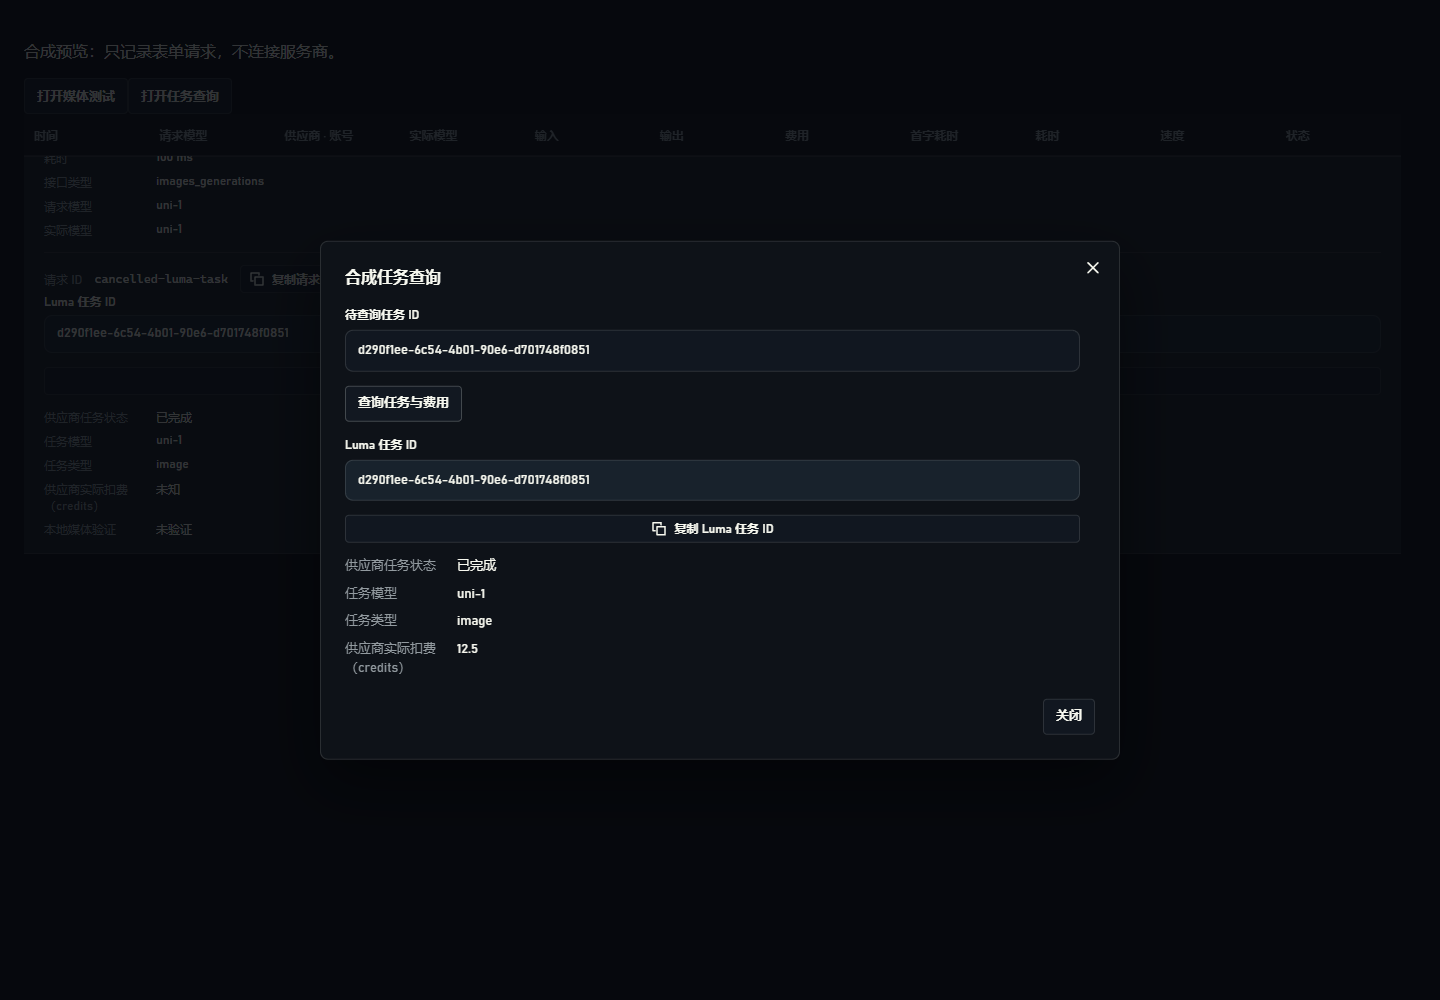 合成预览：只记录表单请求，不连接服务商。
打开媒体测试 打开任务查询
时间 请求模型 供应商 · 账号 实际模型 输入 输出 费用 首字耗时 耗时 速度 状态
耗时 100 ms
接口类型 images_generations
请求模型 uni-1
实际模型 uni-1
请求 ID cancelled-luma-task 复制请求
Luma 任务 ID
d290f1ee-6c54-4b01-90e6-d701748f0851
供应商任务状态 已完成
任务模型 uni-1
任务类型 image
供应商实际扣费 未知
（credits）
本地媒体验证 未验证
合成任务查询
待查询任务 ID
d290f1ee-6c54-4b01-90e6-d701748f0851
查询任务与费用
Luma 任务 ID
d290f1ee-6c54-4b01-90e6-d701748f0851
复制 Luma 任务 ID
供应商任务状态 已完成
任务模型 uni-1
任务类型 image
供应商实际扣费 12.5
（credits）
关闭